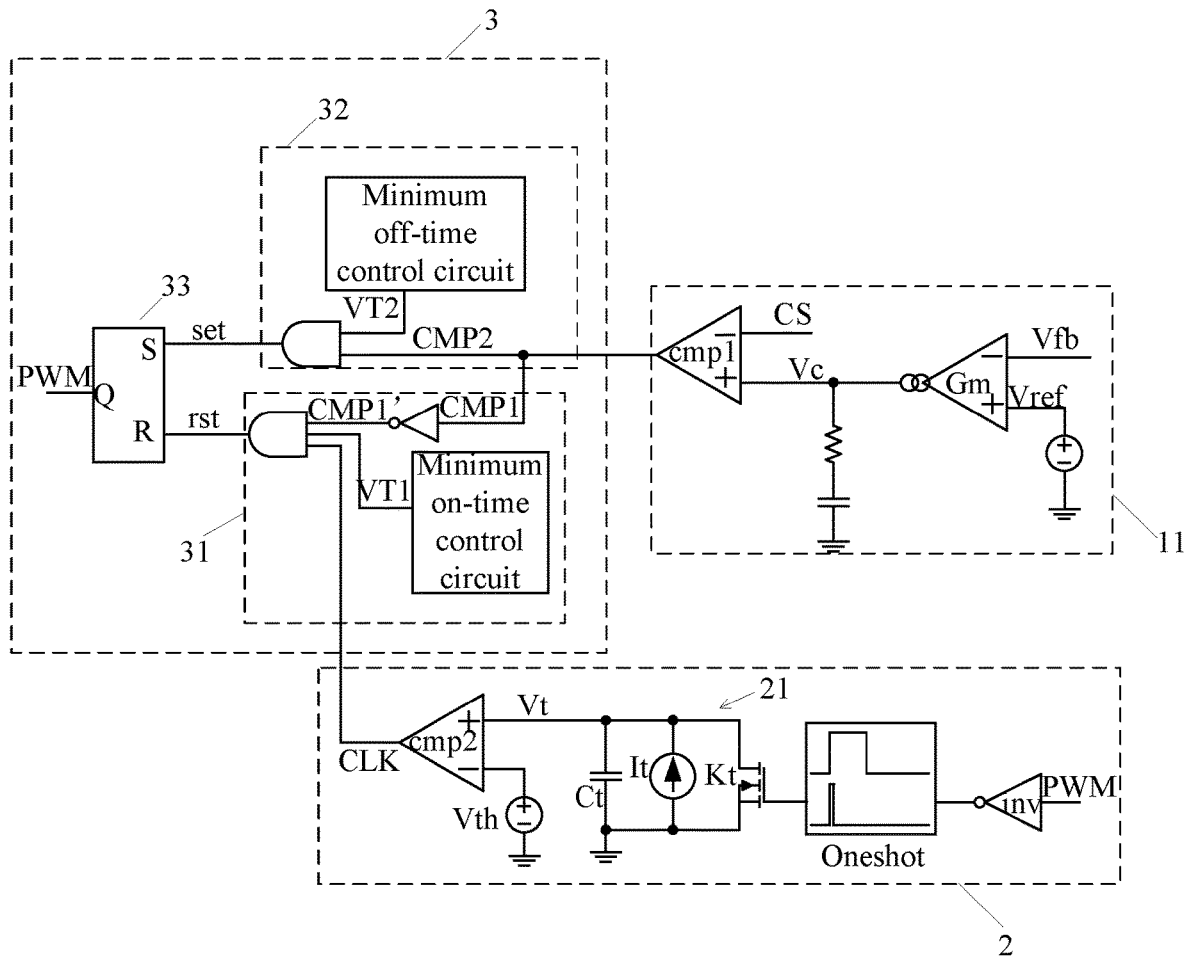 3
32
Minimum
off-time
control circuit
VT2
33
set
S
CMP2
PWM
Q
R
rst
CMP1′
CMP1
VT1
Minimum
on-time
control
circuit
31
CS
cmp1
Vc
Gm
Vfb
Vref
11
21
Vt
cmp2
CLK
Vth
Ct
It
Kt
Oneshot
inv
PWM
2